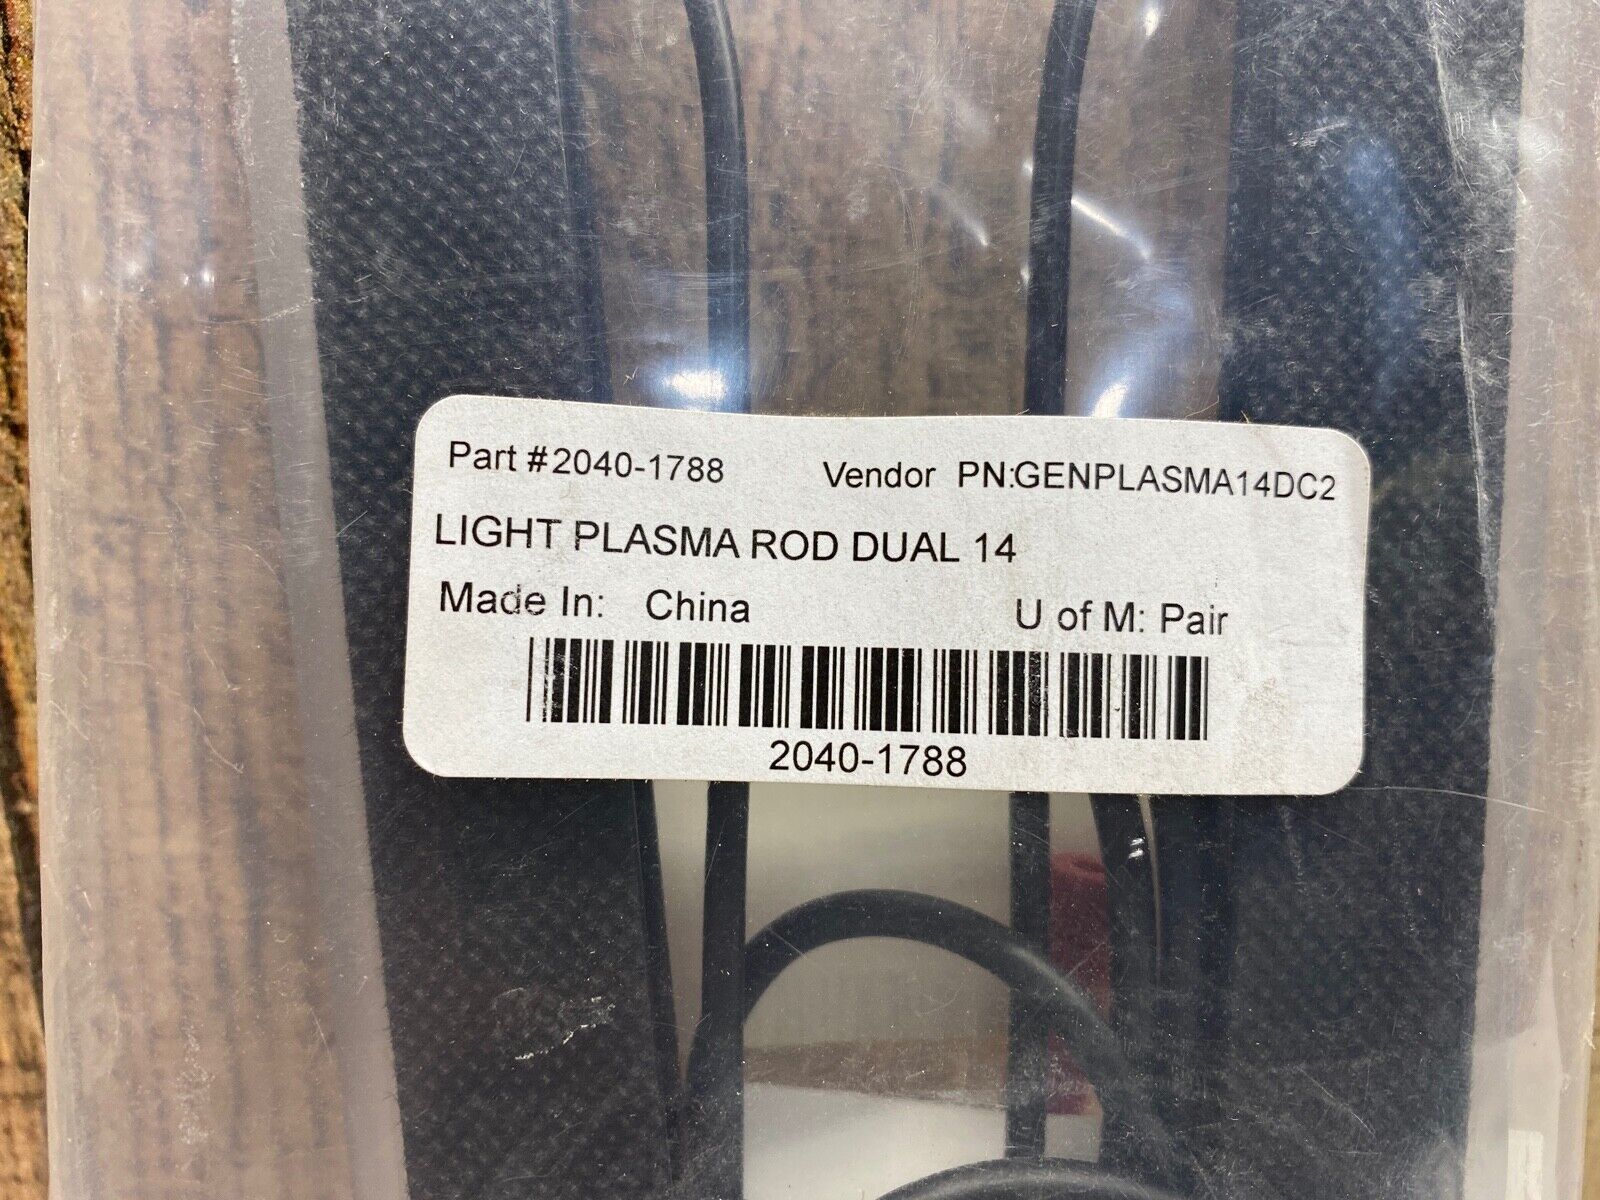 Part #2040-1788 Vendor PN:GENPLASMA14DC2
LIGHT PLASMA ROD DUAL 14
Made In: China U of M: Pair
2040-1788